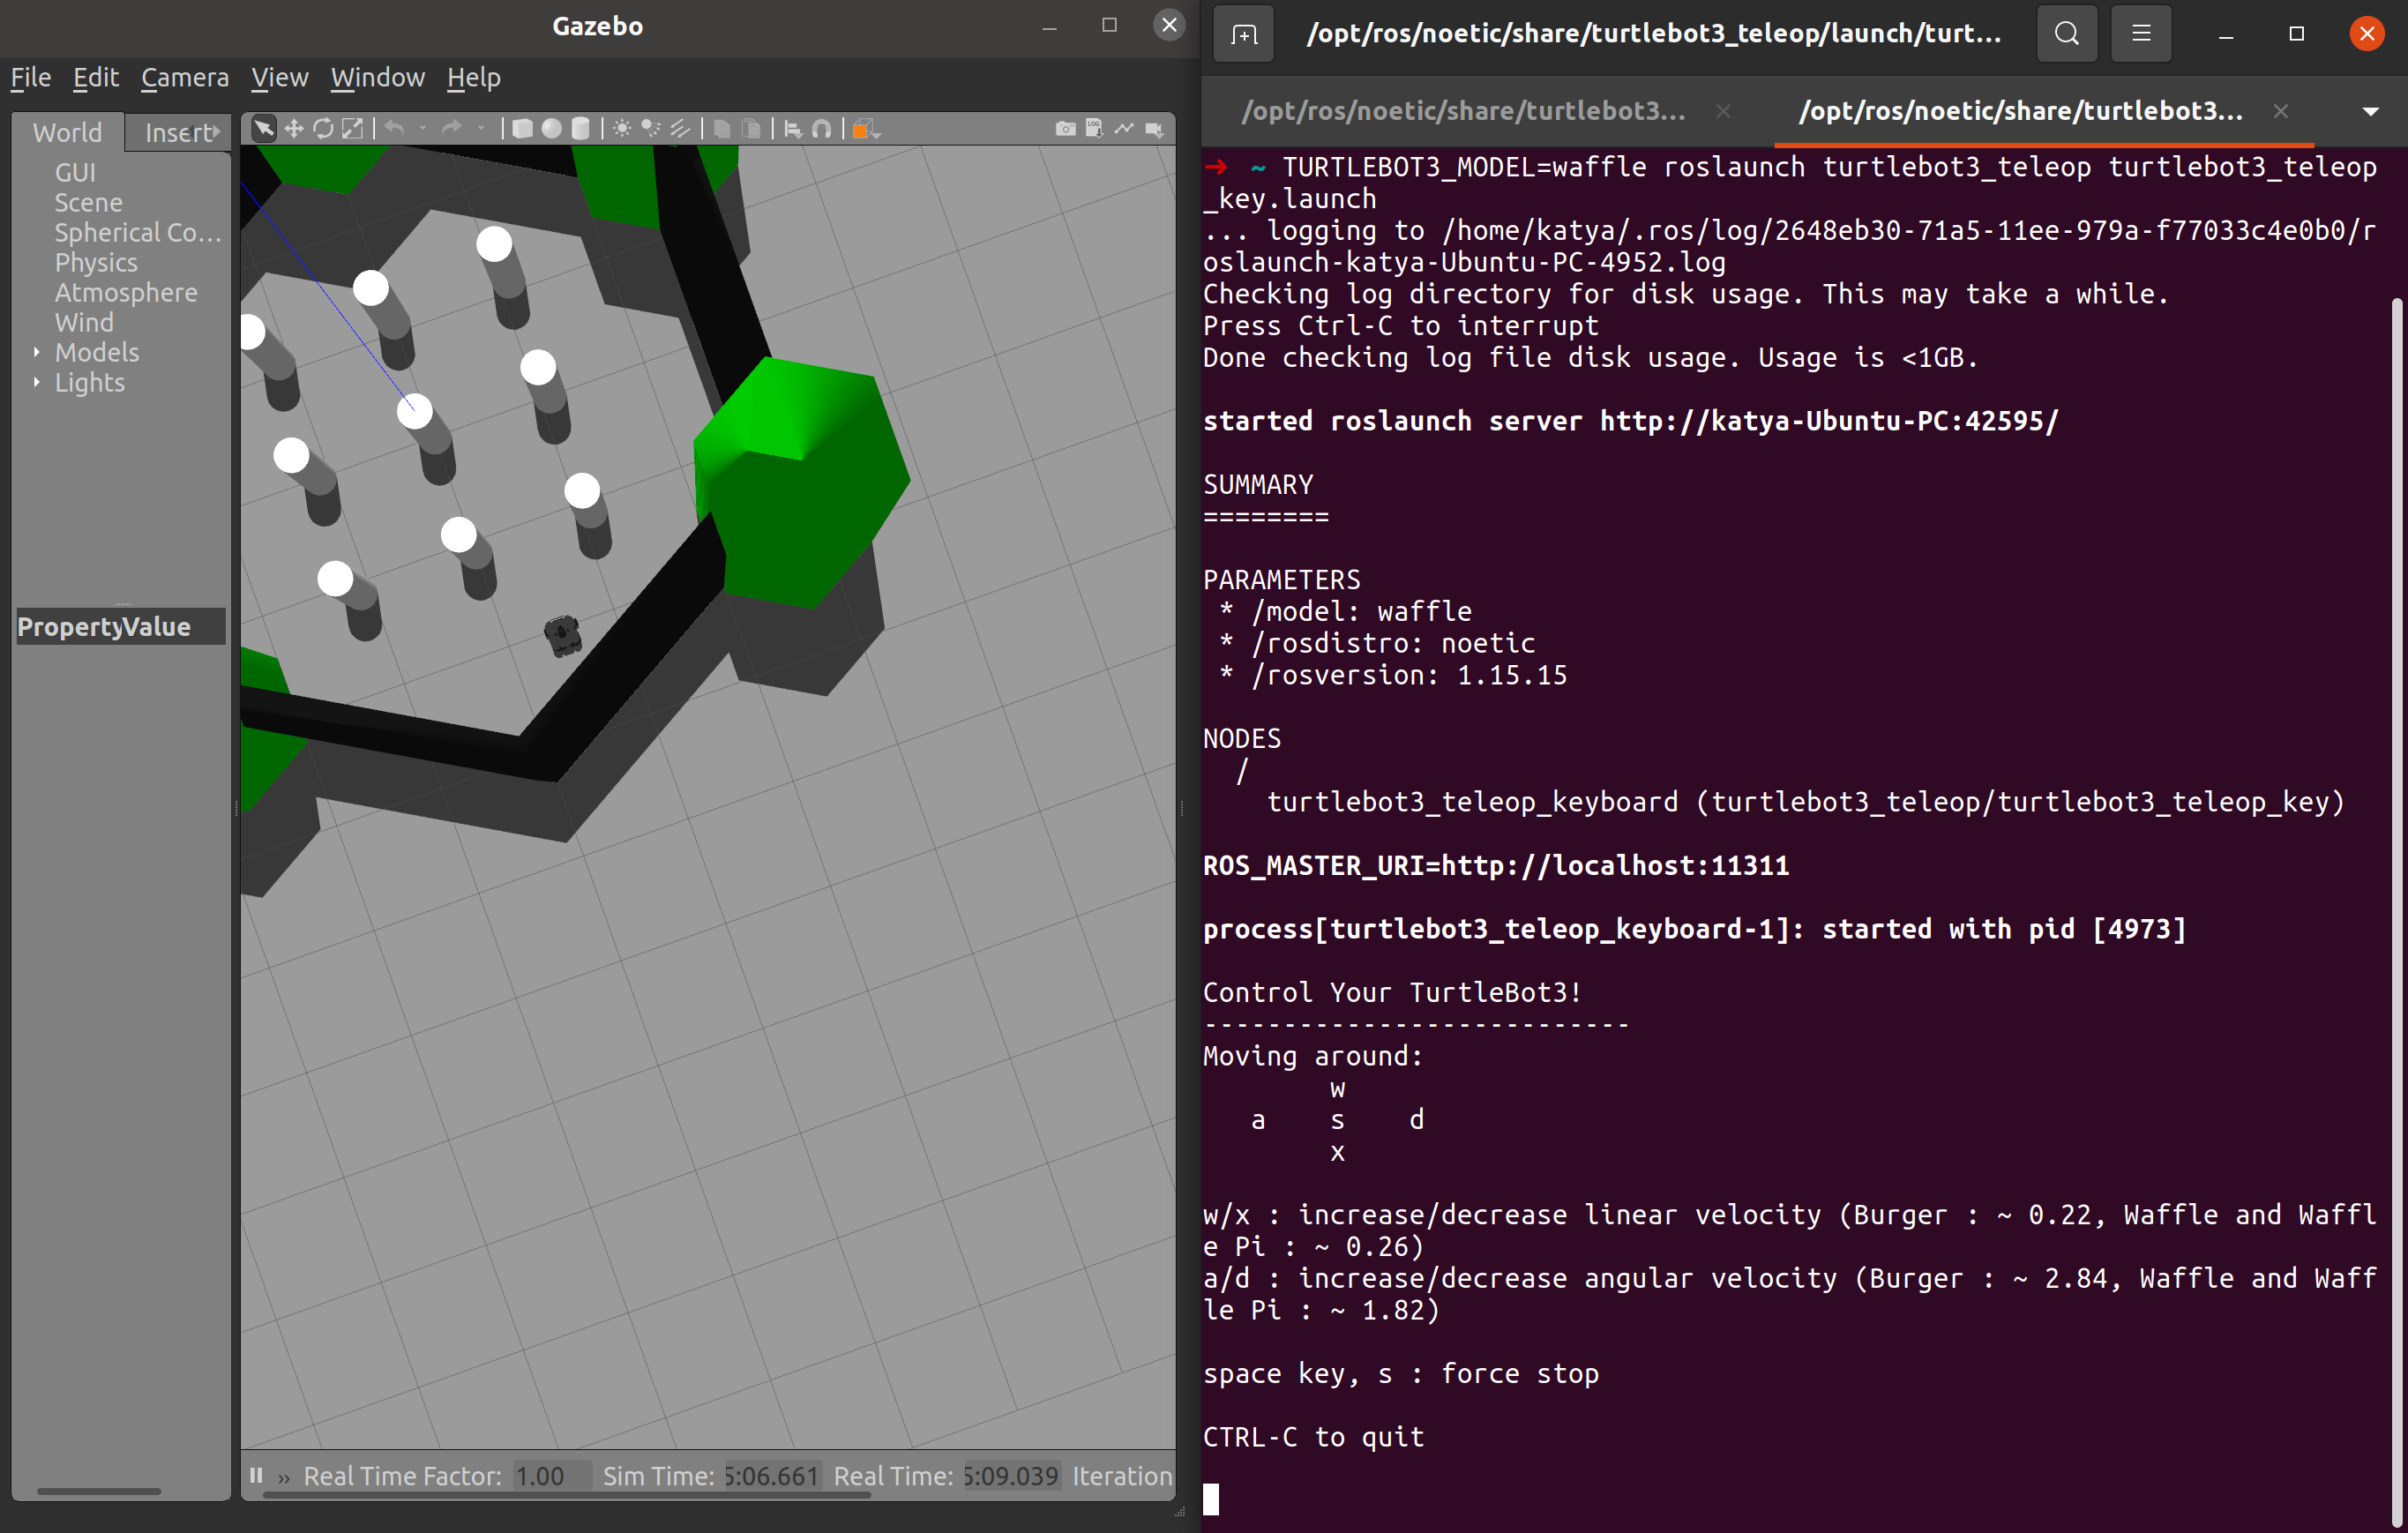 Gazebo
File Edit Camera View Window Help
World Insert
GUI
Scene
Spherical Co...
Physics
Atmosphere
Wind
Models
Lights
Property Value
LOG
Real Time Factor: 1.00 Sim Time: 5:06.661 Real Time: 5:09.039 Iteration
/opt/ros/noetic/share/turtlebot3_teleop/launch/turt...
/opt/ros/noetic/share/turtlebot3... /opt/ros/noetic/share/turtlebot3...
➜ ~ TURTLEBOT3_MODEL=waffle roslaunch turtlebot3_teleop turtlebot3_teleop
_key.launch
... logging to /home/katya/.ros/log/2648eb30-71a5-11ee-979a-f77033c4e0b0/r
oslaunch-katya-Ubuntu-PC-4952.log
Checking log directory for disk usage. This may take a while.
Press Ctrl-C to interrupt
Done checking log file disk usage. Usage is <1GB.
started roslaunch server http://katya-Ubuntu-PC:42595/
SUMMARY
========
PARAMETERS
* /model: waffle
* /rosdistro: noetic
* /rosversion: 1.15.15
NODES
/
turtlebot3_teleop_keyboard (turtlebot3_teleop/turtlebot3_teleop_key)
ROS_MASTER_URI=http://localhost:11311
process[turtlebot3_teleop_keyboard-1]: started with pid [4973]
Control Your TurtleBot3!
---------------------------
Moving around:
w
a s d
x
w/x : increase/decrease linear velocity (Burger : ~ 0.22, Waffle and Waffl
e Pi : ~ 0.26)
a/d : increase/decrease angular velocity (Burger : ~ 2.84, Waffle and Waff
le Pi : ~ 1.82)
space key, s : force stop
CTRL-C to quit